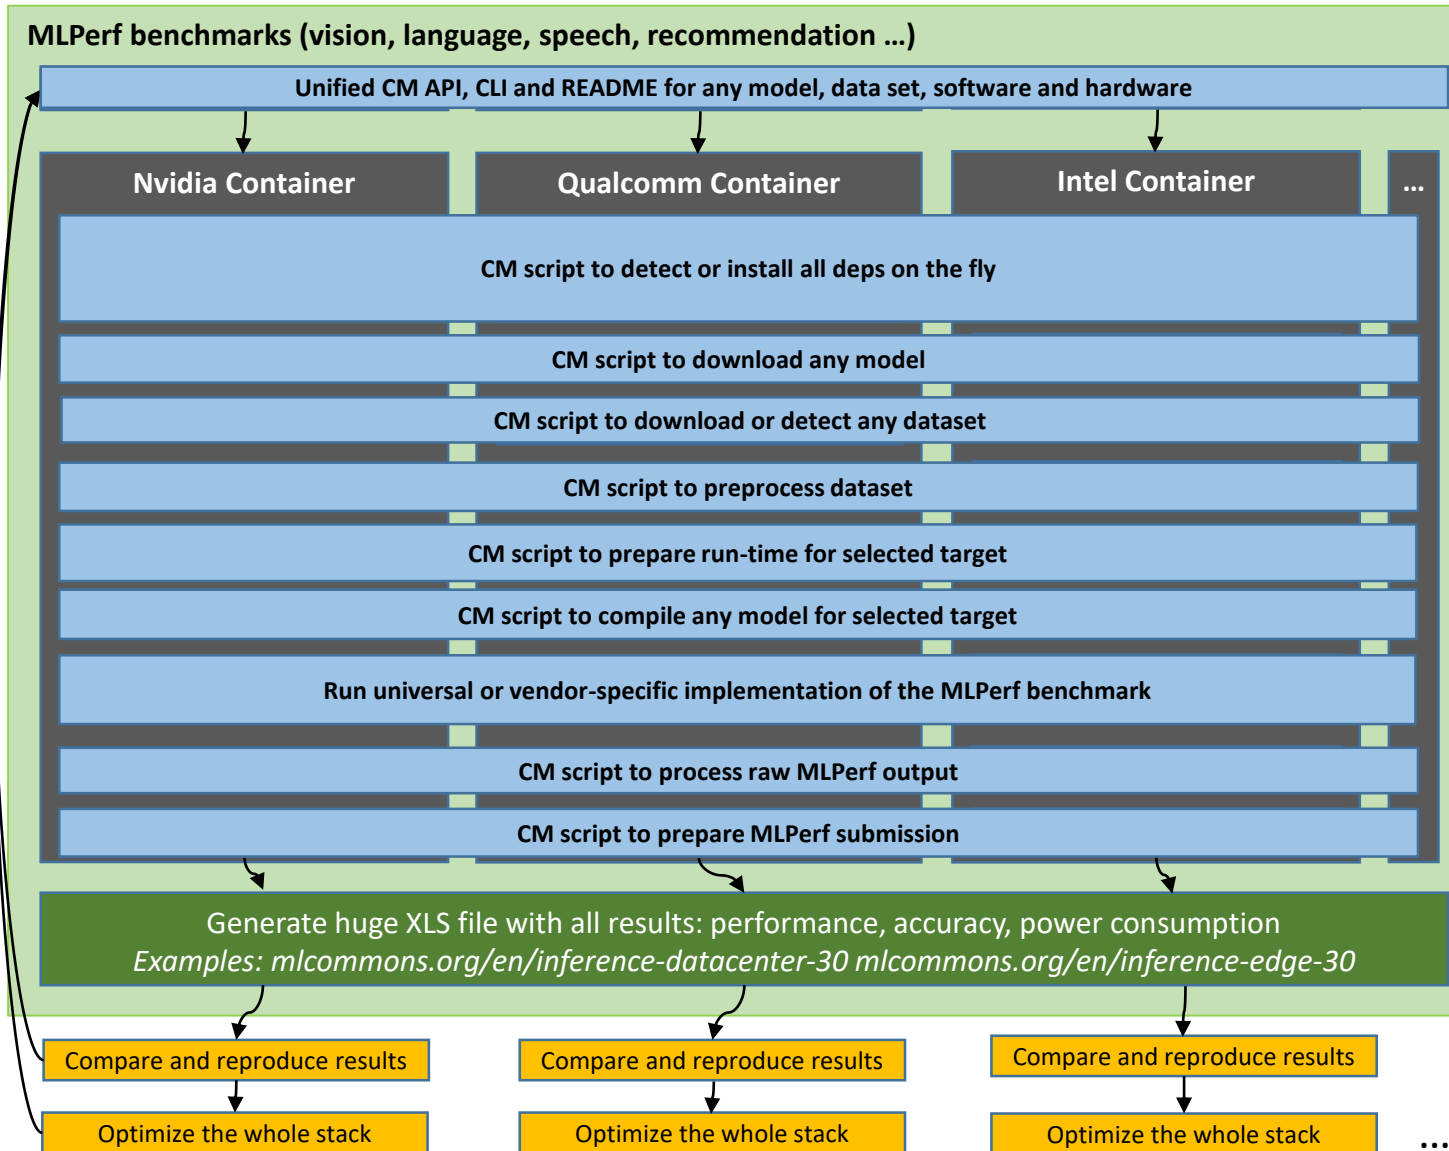 MLPerf benchmarks (vision, language, speech, recommendation …)
Unified CM API, CLI and README for any model, data set, software and hardware
Nvidia Container
Qualcomm Container
Intel Container
…
CM script to detect or install all deps on the fly
CM script to download any model
CM script to download or detect any dataset
CM script to preprocess dataset
CM script to prepare run-time for selected target
CM script to compile any model for selected target
Run universal or vendor-specific implementation of the MLPerf benchmark
CM script to process raw MLPerf output
CM script to prepare MLPerf submission
Generate huge XLS file with all results: performance, accuracy, power consumption
Examples: mlcommons.org/en/inference-datacenter-30 mlcommons.org/en/inference-edge-30
Compare and reproduce results
Compare and reproduce results
Compare and reproduce results
Optimize the whole stack
Optimize the whole stack
Optimize the whole stack
…